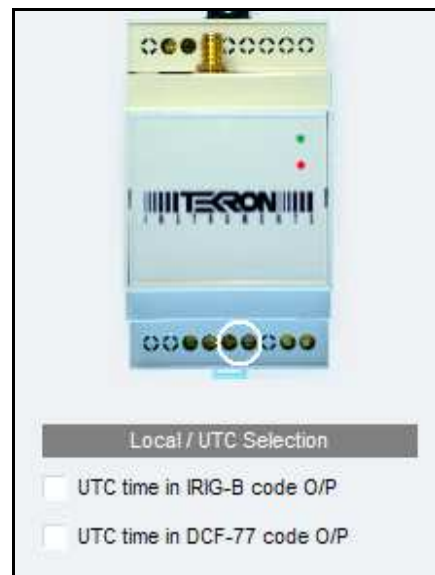 TEKRON
INSTRUMENTS
Local / UTC Selection
UTC time in IRIG-B code O/P
UTC time in DCF-77 code O/P